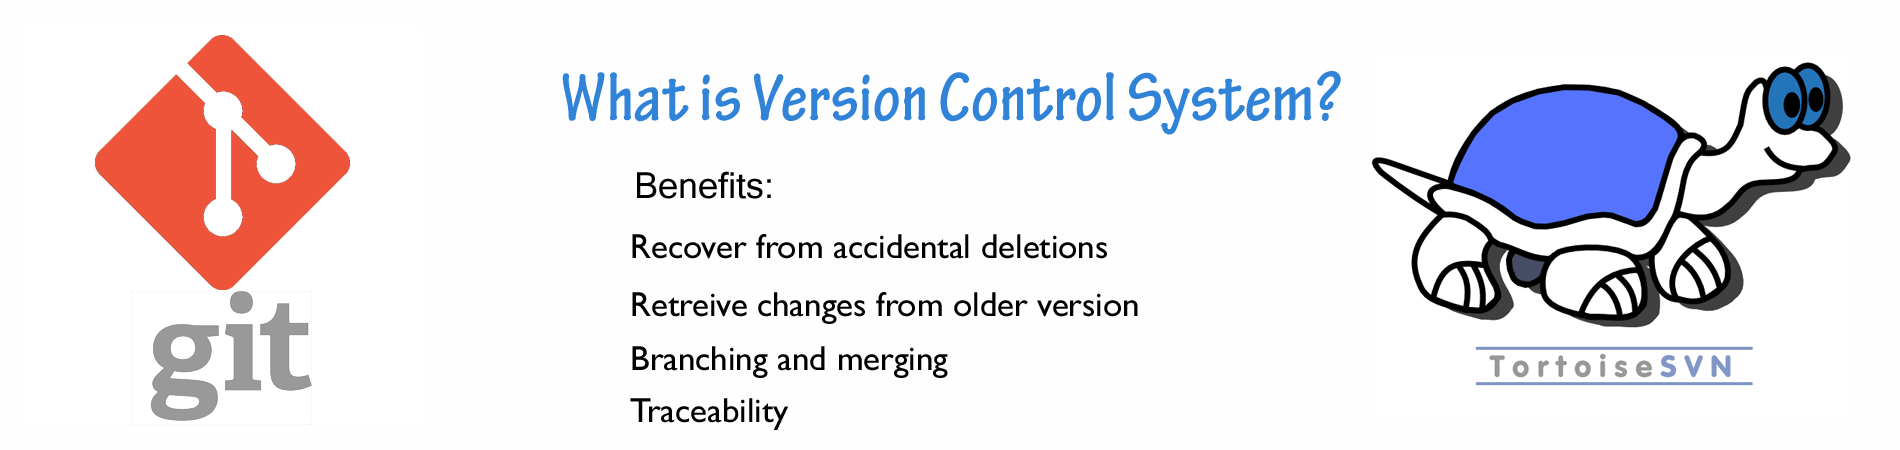 What is Version Control System?
Benefits:
Recover from accidental deletions
Retreive changes from older version
Branching and merging
Traceability
git
TortoiseSVN